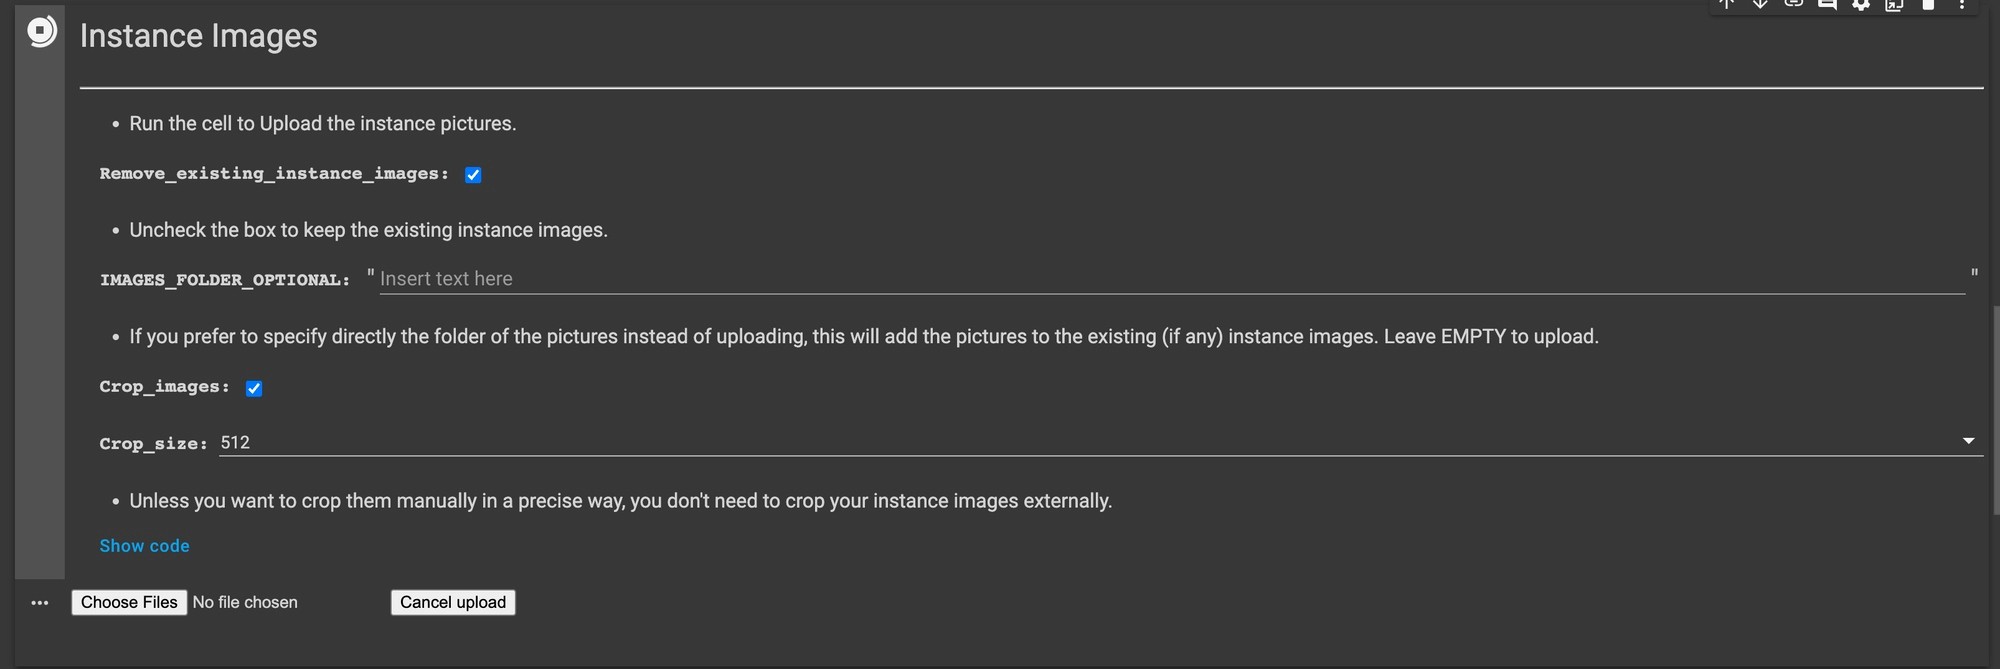 Instance Images
• Run the cell to Upload the instance pictures.
Remove_existing_instance_images:
• Uncheck the box to keep the existing instance images.
IMAGES_FOLDER_OPTIONAL: " Insert text here "
• If you prefer to specify directly the folder of the pictures instead of uploading, this will add the pictures to the existing (if any) instance images. Leave EMPTY to upload.
Crop_images:
Crop_size: 512
• Unless you want to crop them manually in a precise way, you don't need to crop your instance images externally.
Show code
Choose Files No file chosen Cancel upload